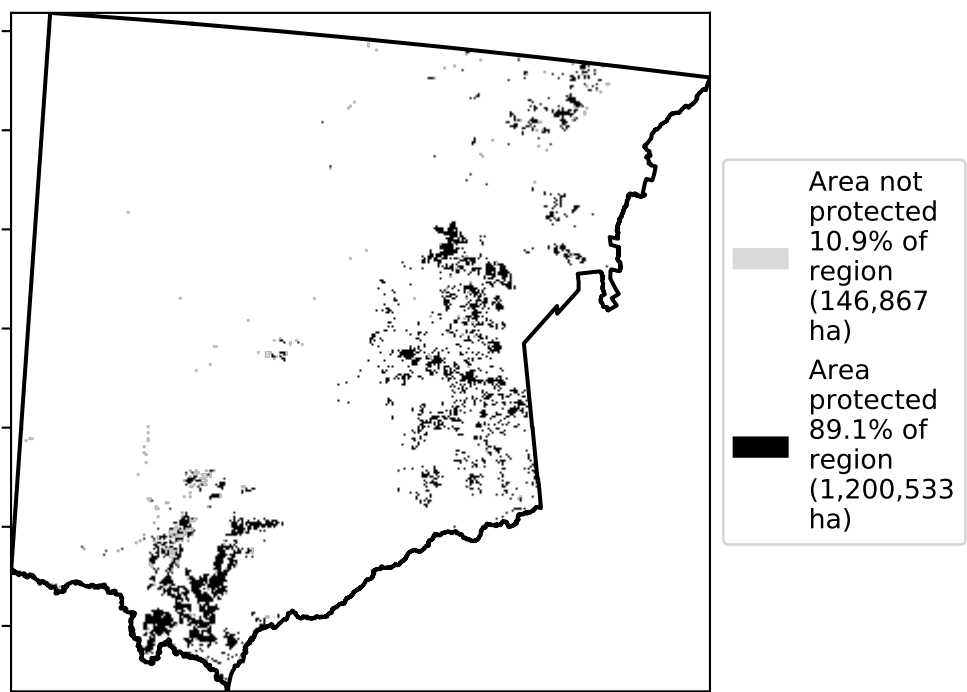 Area not
protected
10.9% of
region
(146,867
ha)
Area
protected
89.1% of
region
(1,200,533
ha)